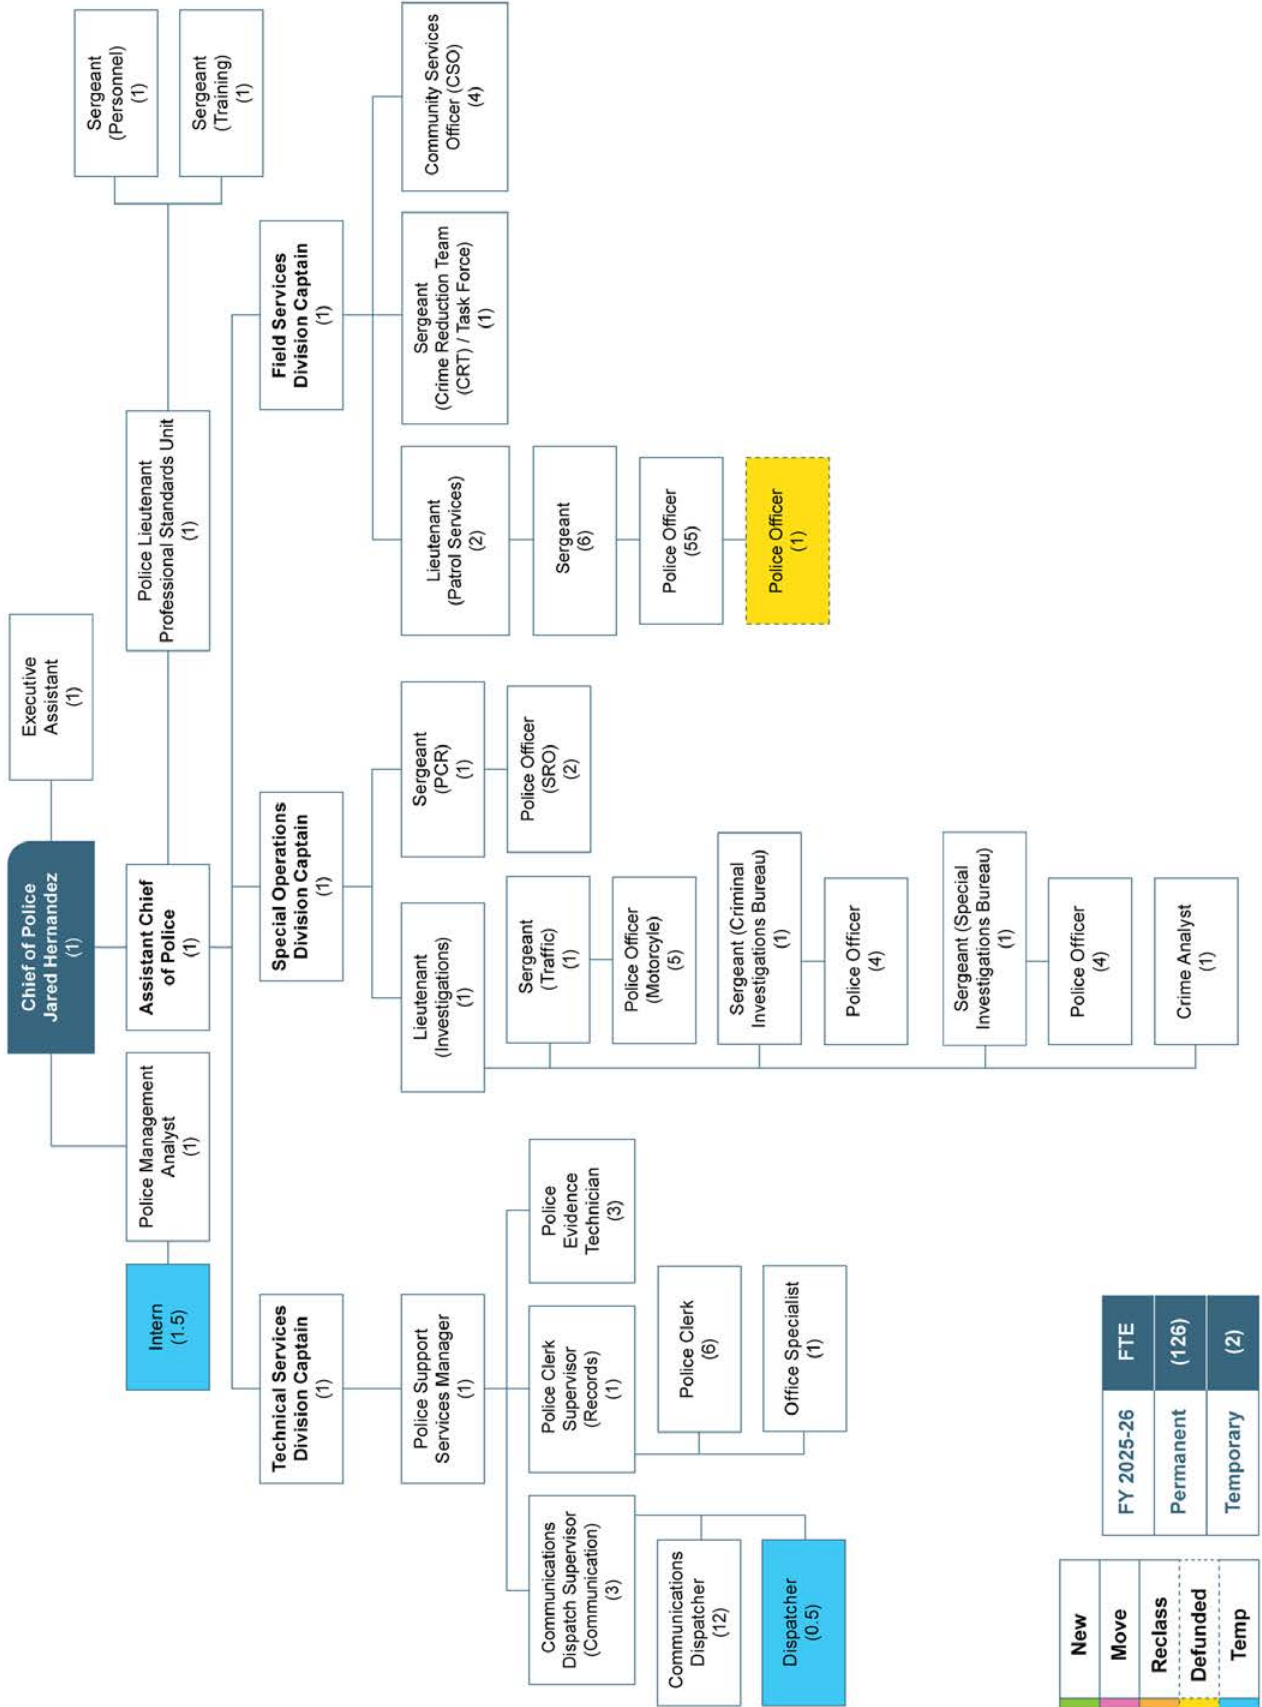 Chief of Police
Jared Hernandez
(1)
Executive
Assistant
(1)
Police Management
Analyst
(1)
Intern
(1.5)
Assistant Chief
of Police
(1)
Police Lieutenant
Professional Standards Unit
(1)
Sergeant
(Personnel)
(1)
Sergeant
(Training)
(1)
Technical Services
Division Captain
(1)
Police Support
Services Manager
(1)
Communications
Dispatch Supervisor
(Communication)
(3)
Communications
Dispatcher
(12)
Dispatcher
(0.5)
Police Clerk
Supervisor
(Records)
(1)
Police Clerk
(6)
Office Specialist
(1)
Police
Evidence
Technician
(3)
Special Operations
Division Captain
(1)
Lieutenant
(Investigations)
(1)
Sergeant
(Traffic)
(1)
Police Officer
(Motorcyle)
(5)
Sergeant (Criminal
Investigations Bureau)
(1)
Police Officer
(4)
Sergeant (Special
Investigations Bureau)
(1)
Police Officer
(4)
Crime Analyst
(1)
Sergeant
(PCR)
(1)
Police Officer
(SRO)
(2)
Field Services
Division Captain
(1)
Lieutenant
(Patrol Services)
(2)
Sergeant
(6)
Police Officer
(55)
Police Officer
(1)
Sergeant
(Crime Reduction Team
(CRT) / Task Force)
(1)
Community Services
Officer (CSO)
(4)
New
Move
Reclass
Defunded
Temp
FY 2025-26 FTE
Permanent (126)
Temporary (2)